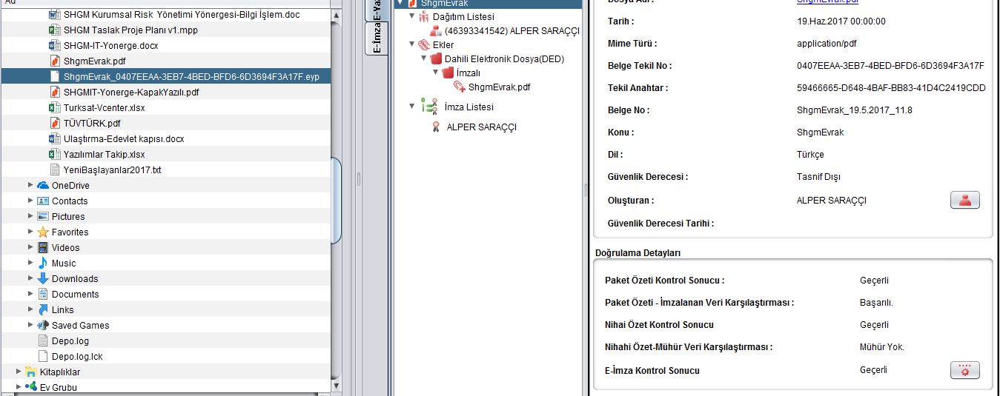 Ad
SHGM Kurumsal Risk Yönetimi Yönergesi-Bilgi İşlem.doc
SHGM Taslak Proje Planı v1.mpp
SHGM-IT-Yonerge.docx
ShgmEvrak.pdf
ShgmEvrak_0407EEAA-3EB7-4BED-BFD6-6D3694F3A17F.eyp
SHGMIT-Yonerge-KapakYazılı.pdf
Turksat-Vcenter.xlsx
TÜVTÜRK.pdf
Ulaştırma-Edevlet kapısı.docx
Yazılımlar Takip.xlsx
YeniBaşlayanlar2017.txt
OneDrive
Contacts
Pictures
Favorites
Videos
Music
Downloads
Documents
Links
Saved Games
Depo.log
Depo.log.lck
Kitaplıklar
Ev Grubu
E-Yaz
E-İmza
ShgmEvrak
Dağıtım Listesi
(46393341542) ALPER SARAÇÇI
Ekler
Dahili Elektronik Dosya(DED)
İmzalı
ShgmEvrak.pdf
İmza Listesi
ALPER SARAÇÇI
Dosya Adı : ShgmEvrak.pdf
Tarih : 19.Haz.2017 00:00:00
Mime Türü : application/pdf
Belge Tekil No : 0407EEAA-3EB7-4BED-BFD6-6D3694F3A17F
Tekil Anahtar : 59466665-D648-4BAF-BB83-41D4C2419CDD
Belge No : ShgmEvrak_19.5.2017_11.8
Konu : ShgmEvrak
Dil : Türkçe
Güvenlik Derecesi : Tasnif Dışı
Oluşturan : ALPER SARAÇÇI
Güvenlik Derecesi Tarihi :
Doğrulama Detayları
Paket Özeti Kontrol Sonucu : Geçerli
Paket Özeti - İmzalanan Veri Karşılaştırması : Başarılı.
Nihai Özet Kontrol Sonucu Geçerli
Nihahi Özet-Mühür Veri Karşılaştırması : Mühür Yok.
E-İmza Kontrol Sonucu Geçerli